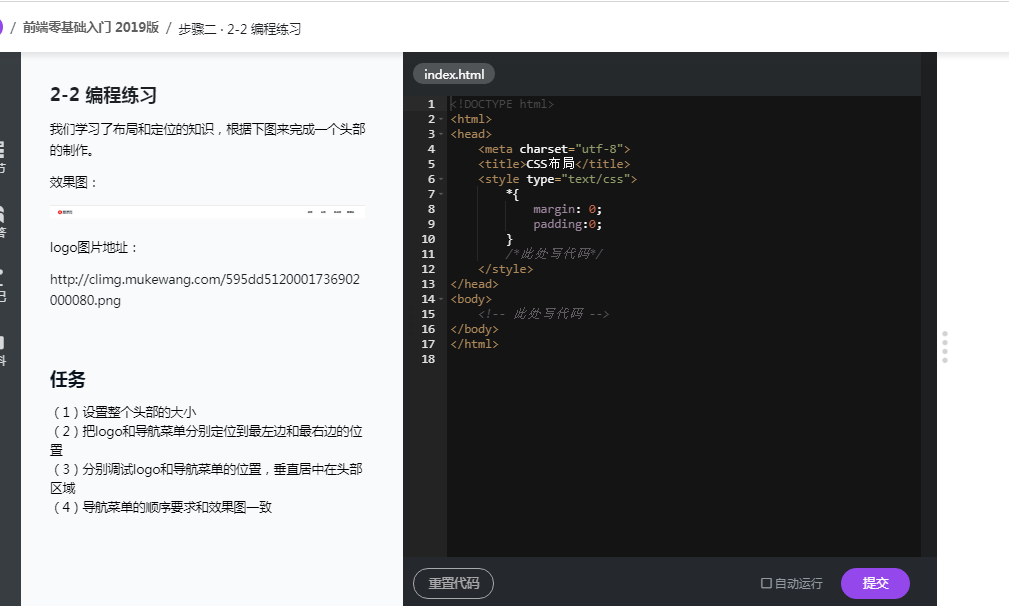 / 前端零基础入门 2019版 / 步骤二 · 2-2 编程练习
2-2 编程练习
我们学习了布局和定位的知识，根据下图来完成一个头部
的制作。
效果图：
logo图片地址：
http://climg.mukewang.com/595dd5120001736902
000080.png
任务
（1）设置整个头部的大小
（2）把logo和导航菜单分别定位到最左边和最右边的位
置
（3）分别调试logo和导航菜单的位置，垂直居中在头部
区域
（4）导航菜单的顺序要求和效果图一致
index.html
1 <!DOCTYPE html>
2 <html>
3 <head>
4 <meta charset="utf-8">
5 <title>CSS布局</title>
6 <style type="text/css">
7 *{
8 margin: 0;
9 padding:0;
10 }
11 /*此处写代码*/
12 </style>
13 </head>
14 <body>
15 <!-- 此处写代码 -->
16 </body>
17 </html>
18
重置代码
自动运行
提交